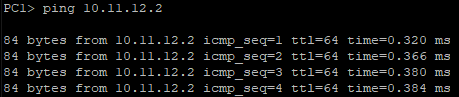 PC1> ping 10.11.12.2
84 bytes from 10.11.12.2 icmp_seq=1 ttl=64 time=0.320 ms
84 bytes from 10.11.12.2 icmp_seq=2 ttl=64 time=0.366 ms
84 bytes from 10.11.12.2 icmp_seq=3 ttl=64 time=0.380 ms
84 bytes from 10.11.12.2 icmp_seq=4 ttl=64 time=0.384 ms